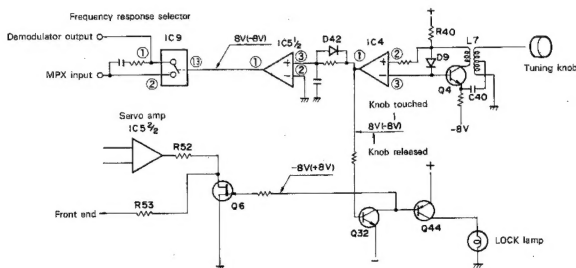 Frequency response selector
Demodulator output
MPX input
① IC9 ⑬
②
8V(-8V)
① IC5 1/2 ③ ②
D42
① IC4 ② ③
R40
D9
L7
Q4
C40
-8V
Tuning knob
Knob touched
8V(-8V)
Knob released
Servo amp
IC5 2/2
R52
-8V(+8V)
Front end
R53
Q6
Q32
Q44
LOCK lamp